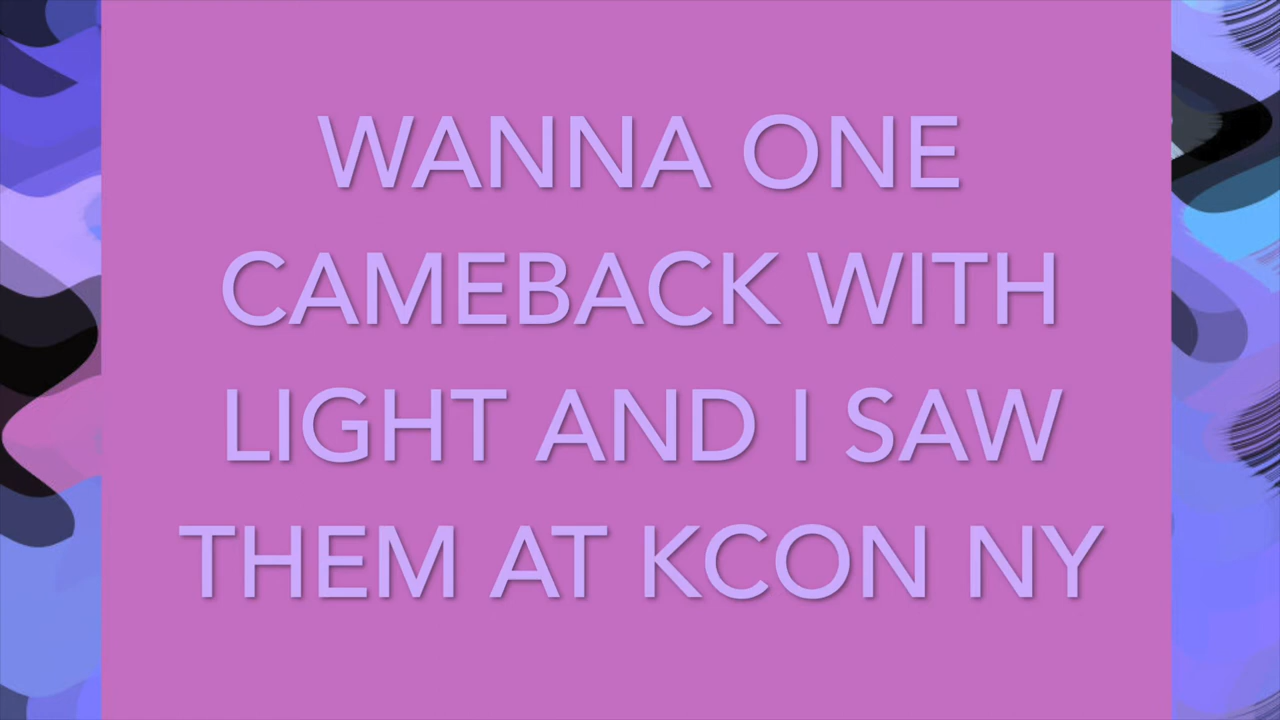 WANNA ONE
CAMEBACK WITH
LIGHT AND I SAW
THEM AT KCON NY